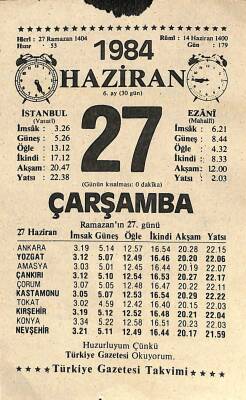 Hicrî : 27 Ramazan 1404
Hızır : 53
1984
Rûmî : 14 Haziran 1400
Gün : 179
HAZİRAN
6. ay (30 gün)
İSTANBUL
(Vasatî)
İmsâk : 3.26
Güneş : 5.26
Öğle : 13.12
İkindi : 17.12
Akşam : 20.47
Yatsı : 22.38
27
EZÂNÎ
(Mahallî)
İmsâk : 6.21
Güneş : 8.44
Öğle : 4.32
İkindi : 8.33
Akşam : 12.00
Yatsı : 2.03
(Günün kısalması: 0 dakika)
ÇARŞAMBA
Ramazan'ın 27. günü
27 Haziran İmsak Güneş Öğle İkindi Akşam Yatsı
ANKARA 3.19 5.14 12.57 16.54 20.28 22.15
YOZGAT 3.12 5.07 12.49 16.46 20.20 22.06
AMASYA 3.03 5.01 12.45 16.46 20.19
ÇANKIRI 3.12 5.10 12.54 16.53 20.27 22.17
ÇORUM 3.07 5.05 12.48 16.47 20.22
KASTAMONU 3.05 5.07 12.53 16.54 20.29 22.22
TOKAT 3.02 4.59 12.42 16.40 20.15 22.03
KIRŞEHİR 3.19 5.12 12.52 16.48 20.22 22.04
KONYA 3.34 5.22 12.58 16.51 20.23 22.03
NEVŞEHİR 3.21 5.11 12.49 16.44 20.17 21.59
Huzurluyum Çünkü
Türkiye Gazetesi Okuyorum.
Türkiye Gazetesi Takvimi